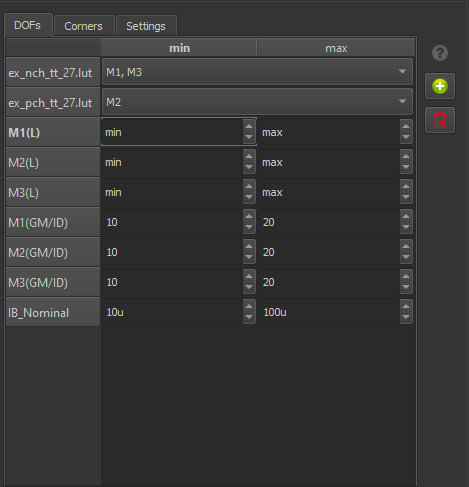 DOFs Corners Settings
min max
ex_nch_tt_27.lut M1, M3
ex_pch_tt_27.lut M2
M1(L) min max
M2(L) min max
M3(L) min max
M1(GM/ID) 10 20
M2(GM/ID) 10 20
M3(GM/ID) 10 20
IB_Nominal 10u 100u